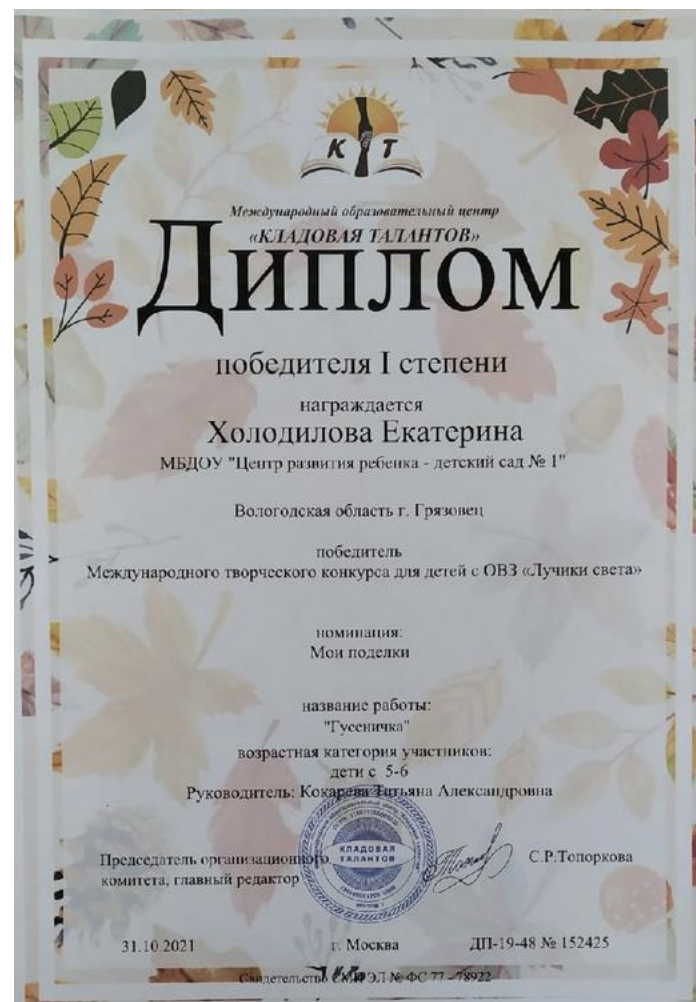 К Т
Международный образовательный центр
«КЛАДОВАЯ ТАЛАНТОВ»
Диплом
победителя I степени
награждается
Холодилова Екатерина
МБДОУ "Центр развития ребенка - детский сад № 1"
Вологодская область г. Грязовец
победитель
Международного творческого конкурса для детей с ОВЗ «Лучики света»
номинация:
Мои поделки
название работы:
"Гусеничка"
возрастная категория участников:
дети с 5-6
Руководитель: Кокарева Татьяна Александровна
КЛАДОВАЯ
ТАЛАНТОВ
Председатель организационного
комитета, главный редактор
С.Р.Топоркова
31.10.2021
г. Москва
ДП-19-48 № 152425
Свидетельство СМИ ЭЛ № ФС 77 - 78922